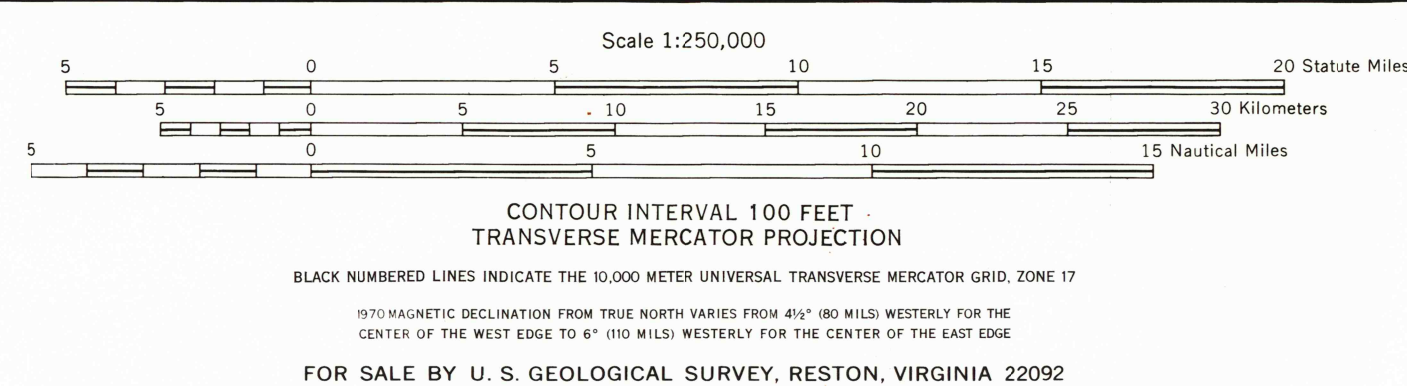 Scale 1:250,000
5 0 5 10 15 20 Statute Miles
5 0 5 10 15 20 25 30 Kilometers
5 0 5 10 15 Nautical Miles
CONTOUR INTERVAL 100 FEET
TRANSVERSE MERCATOR PROJECTION
BLACK NUMBERED LINES INDICATE THE 10,000 METER UNIVERSAL TRANSVERSE MERCATOR GRID, ZONE 17
1970 MAGNETIC DECLINATION FROM TRUE NORTH VARIES FROM 4½° (80 MILS) WESTERLY FOR THE
CENTER OF THE WEST EDGE TO 6° (110 MILS) WESTERLY FOR THE CENTER OF THE EAST EDGE
FOR SALE BY U. S. GEOLOGICAL SURVEY, RESTON, VIRGINIA 22092